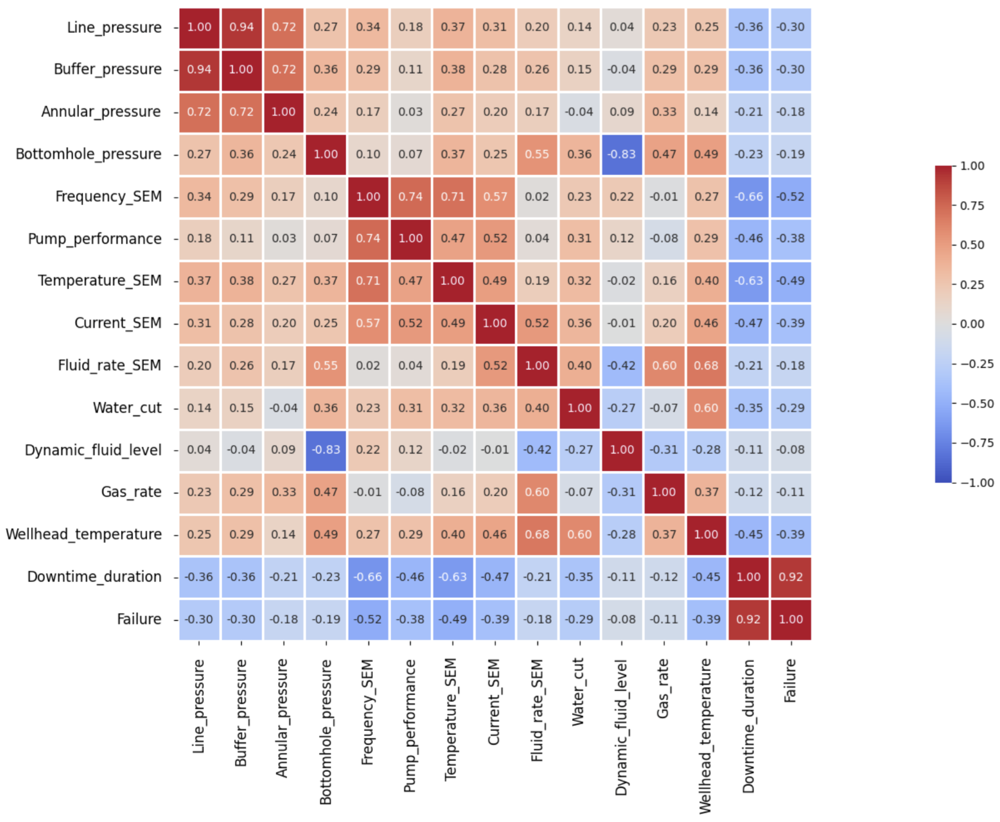 Line_pressure 1.00 0.94 0.72 0.27 0.34 0.18 0.37 0.31 0.20 0.14 0.04 0.23 0.25 -0.36 -0.30
Buffer_pressure 0.94 1.00 0.72 0.36 0.29 0.11 0.38 0.28 0.26 0.15 -0.04 0.29 0.29 -0.36 -0.30
Annular_pressure 0.72 0.72 1.00 0.24 0.17 0.03 0.27 0.20 0.17 -0.04 0.09 0.33 0.14 -0.21 -0.18
Bottomhole_pressure 0.27 0.36 0.24 1.00 0.10 0.07 0.37 0.25 0.55 0.36 -0.83 0.47 0.49 -0.23 -0.19
Frequency_SEM 0.34 0.29 0.17 0.10 1.00 0.74 0.71 0.57 0.02 0.23 0.22 -0.01 0.27 -0.66 -0.52
Pump_performance 0.18 0.11 0.03 0.07 0.74 1.00 0.47 0.52 0.04 0.31 0.12 -0.08 0.29 -0.46 -0.38
Temperature_SEM 0.37 0.38 0.27 0.37 0.71 0.47 1.00 0.49 0.19 0.32 -0.02 0.16 0.40 -0.63 -0.49
Current_SEM 0.31 0.28 0.20 0.25 0.57 0.52 0.49 1.00 0.52 0.36 -0.01 0.20 0.46 -0.47 -0.39
Fluid_rate_SEM 0.20 0.26 0.17 0.55 0.02 0.04 0.19 0.52 1.00 0.40 -0.42 0.60 0.68 -0.21 -0.18
Water_cut 0.14 0.15 -0.04 0.36 0.23 0.31 0.32 0.36 0.40 1.00 -0.27 -0.07 0.60 -0.35 -0.29
Dynamic_fluid_level 0.04 -0.04 0.09 -0.83 0.22 0.12 -0.02 -0.01 -0.42 -0.27 1.00 -0.31 -0.28 -0.11 -0.08
Gas_rate 0.23 0.29 0.33 0.47 -0.01 -0.08 0.16 0.20 0.60 -0.07 -0.31 1.00 0.37 -0.12 -0.11
Wellhead_temperature 0.25 0.29 0.14 0.49 0.27 0.29 0.40 0.46 0.68 0.60 -0.28 0.37 1.00 -0.45 -0.39
Downtime_duration -0.36 -0.36 -0.21 -0.23 -0.66 -0.46 -0.63 -0.47 -0.21 -0.35 -0.11 -0.12 -0.45 1.00 0.92
Failure -0.30 -0.30 -0.18 -0.19 -0.52 -0.38 -0.49 -0.39 -0.18 -0.29 -0.08 -0.11 -0.39 0.92 1.00
Line_pressure
Buffer_pressure
Annular_pressure
Bottomhole_pressure
Frequency_SEM
Pump_performance
Temperature_SEM
Current_SEM
Fluid_rate_SEM
Water_cut
Dynamic_fluid_level
Gas_rate
Wellhead_temperature
Downtime_duration
Failure
1.00
0.75
0.50
0.25
0.00
−0.25
−0.50
−0.75
−1.00